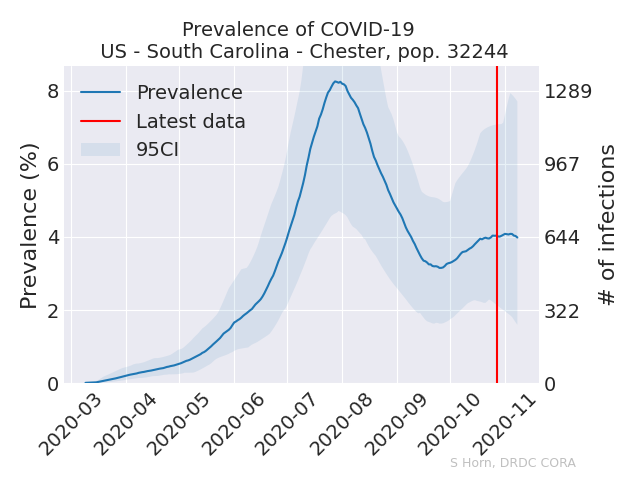 Prevalence of COVID-19
US - South Carolina - Chester, pop. 32244
Prevalence
Latest data
95CI
Prevalence (%)
8
6
4
2
0
1289
967
644
322
0
# of infections
2020-03
2020-04
2020-05
2020-06
2020-07
2020-08
2020-09
2020-10
2020-11
S Horn, DRDC CORA